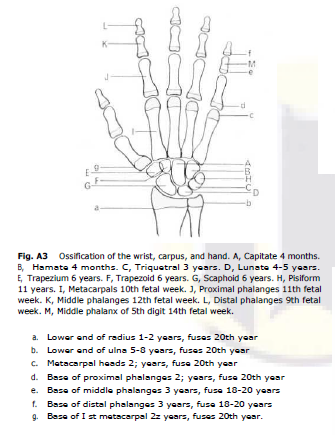 L
K
J
I
g
E
F
G
a
f
M
e
d
c
A
B
H
C
D
b
Fig. A3 Ossification of the wrist, carpus, and hand. A, Capitate 4 months.
B, Hamate 4 months. C, Triquetral 3 years. D, Lunate 4-5 years.
E, Trapezium 6 years. F, Trapezoid 6 years. G, Scaphoid 6 years. H, Pisiform
11 years. I, Metacarpals 10th fetal week. J, Proximal phalanges 11th fetal
week. K, Middle phalanges 12th fetal week. L, Distal phalanges 9th fetal
week. M, Middle phalanx of 5th digit 14th fetal week.
a. Lower end of radius 1-2 years, fuses 20th year
b. Lower end of ulna 5-8 years, fuses 20th year
c. Metacarpal heads 2; years, fuse 20th year
d. Base of proximal phalanges 2; years, fuse 20th year
e. Base of middle phalanges 3 years, fuse 18-20 years
f. Base of distal phalanges 3 years, fuse 18-20 years
g. Base of I st metacarpal 2z years, fuses 20th year.